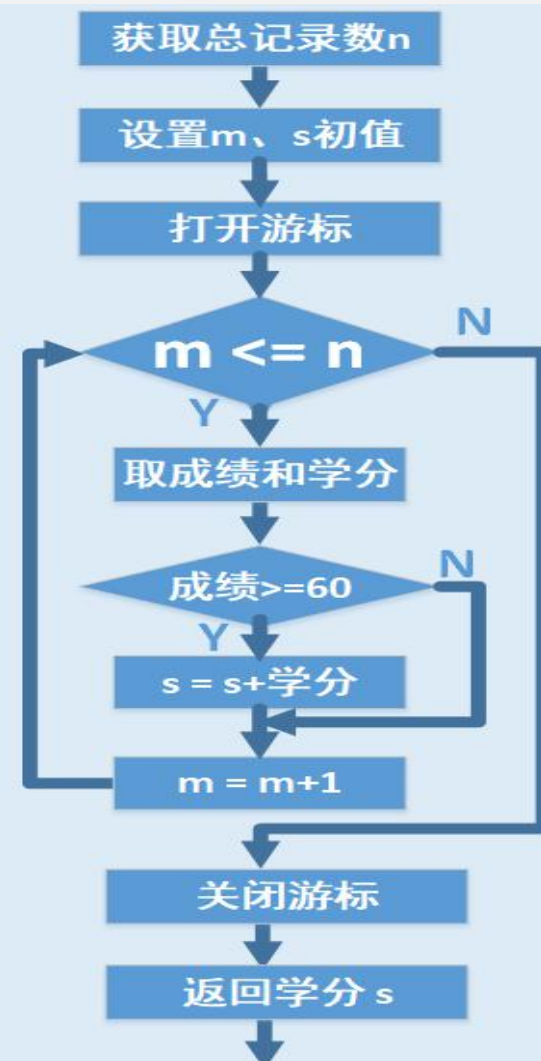 获取总记录数n
设置m、s初值
打开游标
m <= n
N
Y
取成绩和学分
成绩>=60
N
Y
s = s+学分
m = m+1
关闭游标
返回学分 s